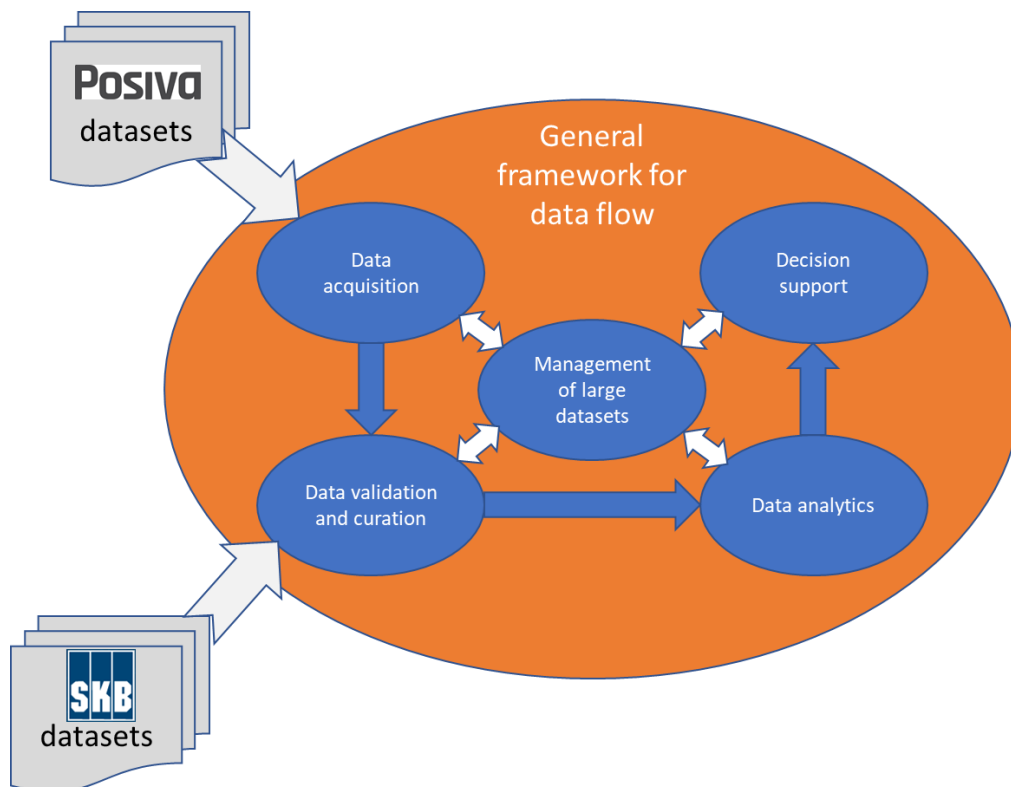 Posiva
datasets
General
framework for
data flow
Data
acquisition
Decision
support
Management
of large
datasets
Data validation
and curation
Data analytics
SKB
datasets